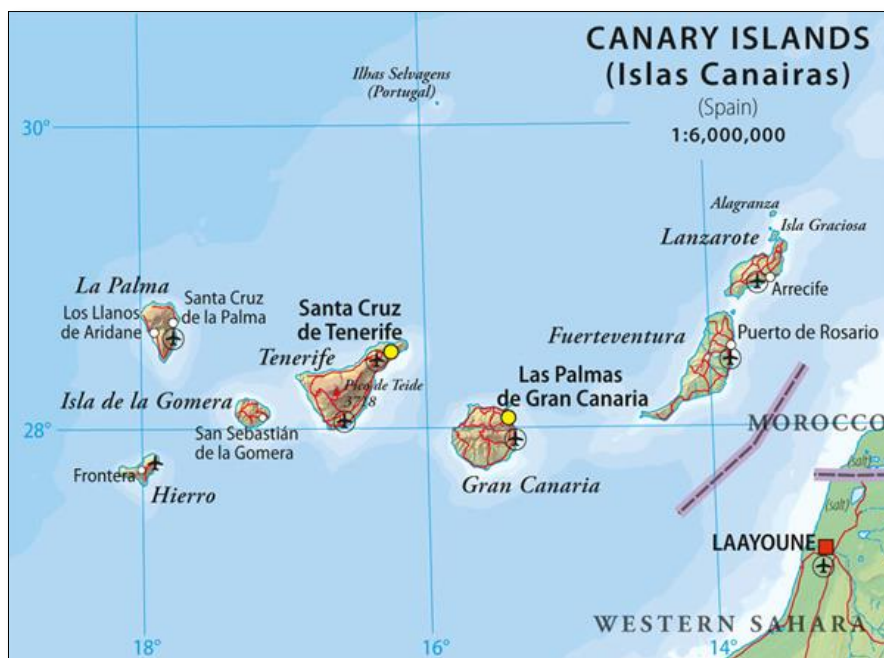 CANARY ISLANDS
(Islas Canairas)
(Spain)
1:6,000,000
Ilhas Selvagens
(Portugal)
30°
Alagranza
Isla Graciosa
Lanzarote
Arrecife
La Palma
Los Llanos
de Aridane
Santa Cruz
de la Palma
Santa Cruz
de Tenerife
Tenerife
Pico de Teide
3718
Fuerteventura
Puerto de Rosario
Las Palmas
de Gran Canaria
Isla de la Gomera
San Sebastián
de la Gomera
28°
MOROCCO
Frontera
Hierro
Gran Canaria
(salt)
(salt)
LAAYOUNE
WESTERN SAHARA
18°
16°
14°